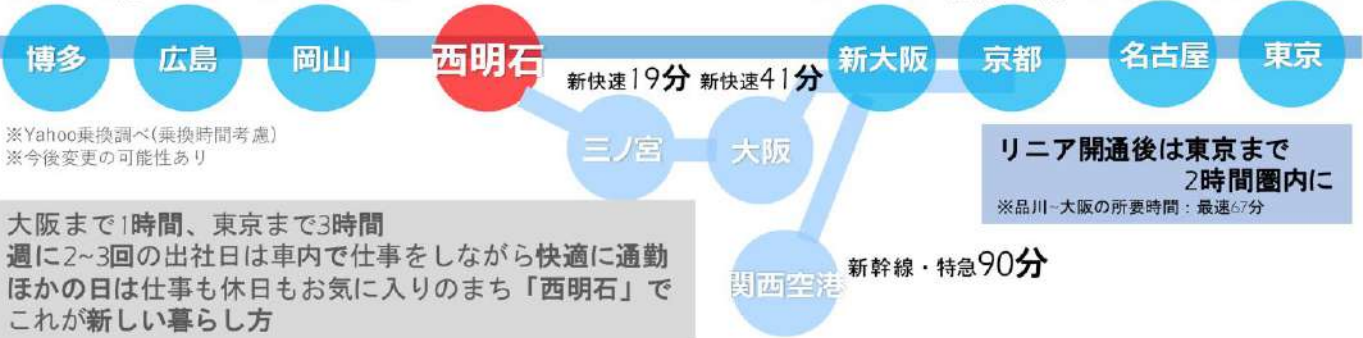 博多
広島
岡山
西明石
新大阪
京都
名古屋
東京
新快速19分 新快速41分
三ノ宮
大阪
関西空港
新幹線・特急90分
※Yahoo乗換調べ(乗換時間考慮)
※今後変更の可能性あり
リニア開通後は東京まで
2時間圏内に
※品川~大阪の所要時間:最速67分
大阪まで1時間、東京まで3時間
週に2~3回の出社日は車内で仕事をしながら快適に通勤
ほかの日は仕事も休日もお気に入りのまち「西明石」で
これが新しい暮らし方